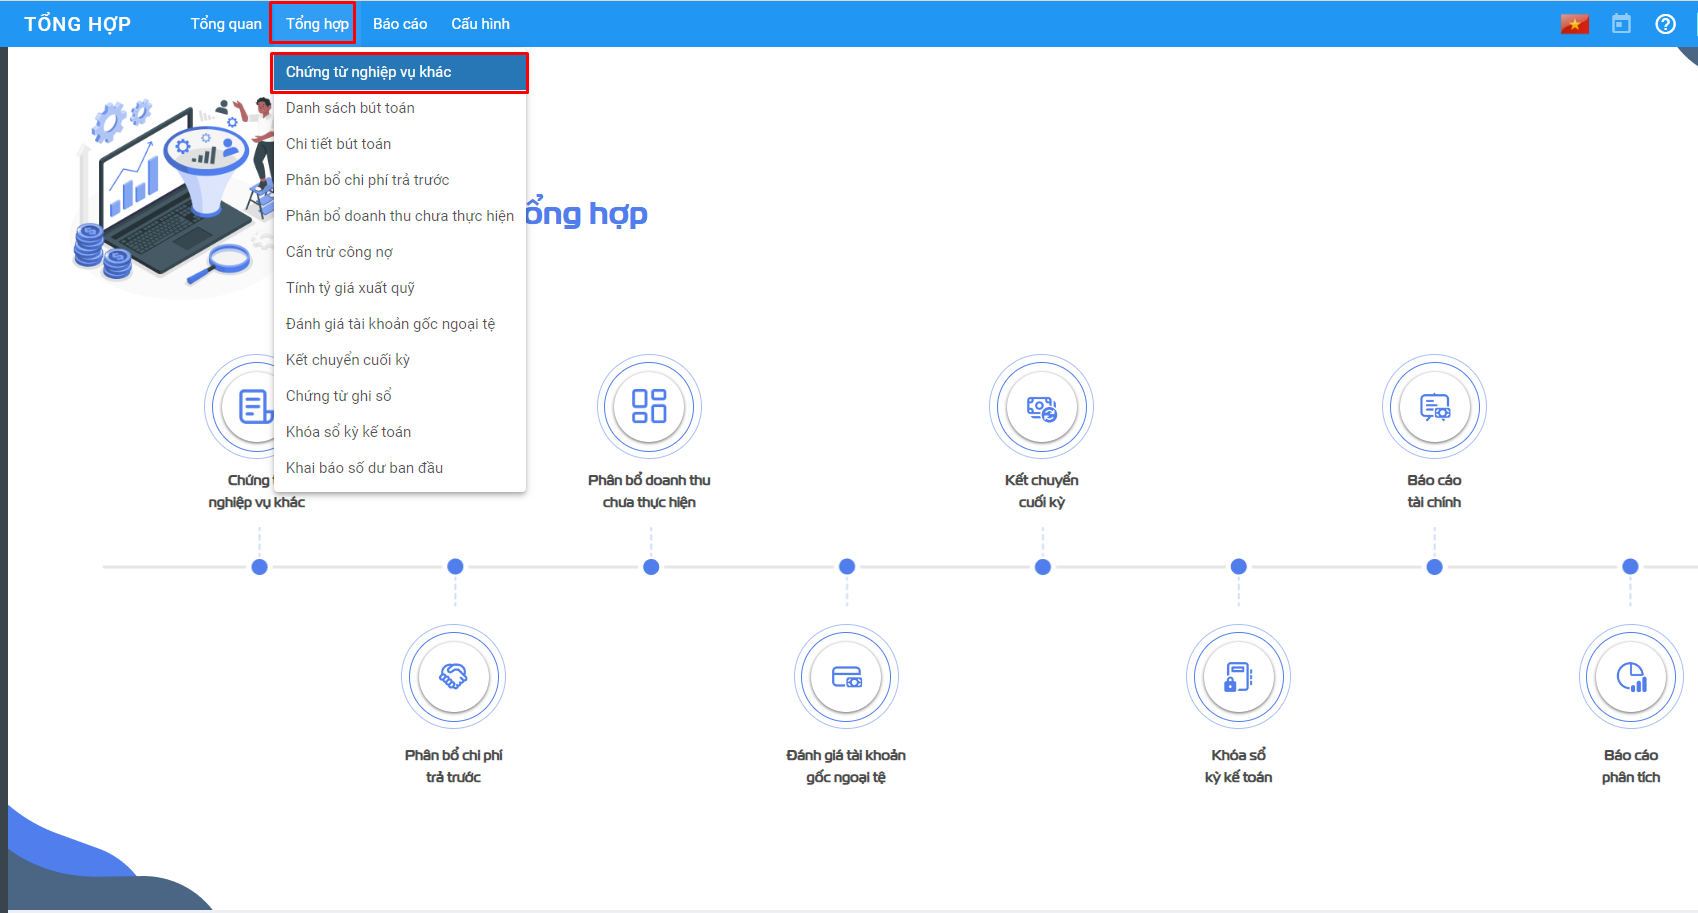 TỔNG HỢP
Tổng quan
Tổng hợp
Báo cáo
Cấu hình
Chứng từ nghiệp vụ khác
Danh sách bút toán
Chi tiết bút toán
Phân bổ chi phí trả trước
Phân bổ doanh thu chưa thực hiện
Cấn trừ công nợ
Tính tỷ giá xuất quỹ
Đánh giá tài khoản gốc ngoại tệ
Kết chuyển cuối kỳ
Chứng từ ghi sổ
Khóa sổ kỳ kế toán
Khai báo số dư ban đầu
ổng hợp
Chứng
nghiệp vụ khác
Phân bổ doanh thu
chưa thực hiện
Kết chuyển
cuối kỳ
Báo cáo
tài chính
Phân bổ chi phí
trả trước
Đánh giá tài khoản
gốc ngoại tệ
Khóa sổ
kỳ kế toán
Báo cáo
phân tích